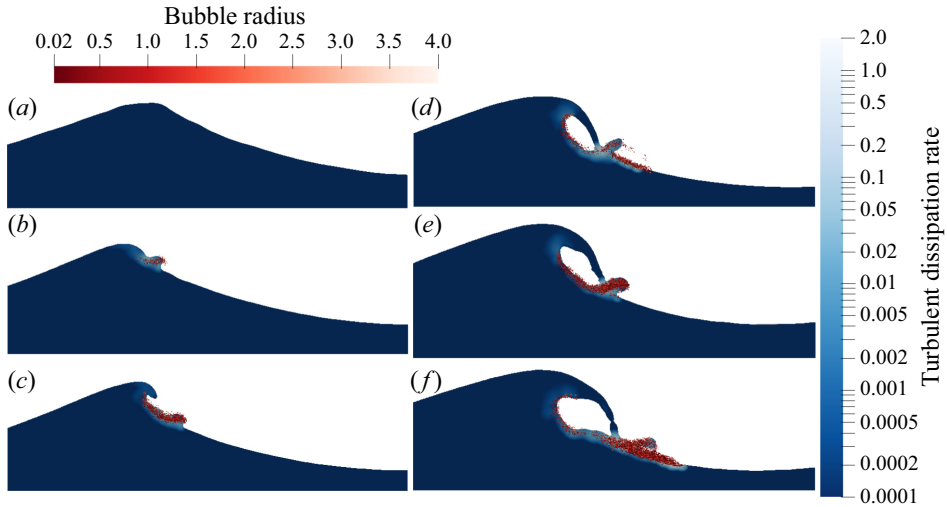 Bubble radius
0.02 0.5 1.0 1.5 2.0 2.5 3.0 3.5 4.0
(a)
(b)
(c)
(d)
(e)
(f)
2.0
1.0
0.5
0.2
0.1
0.05
0.02
0.01
0.005
0.002
0.001
0.0005
0.0002
0.0001
Turbulent dissipation rate